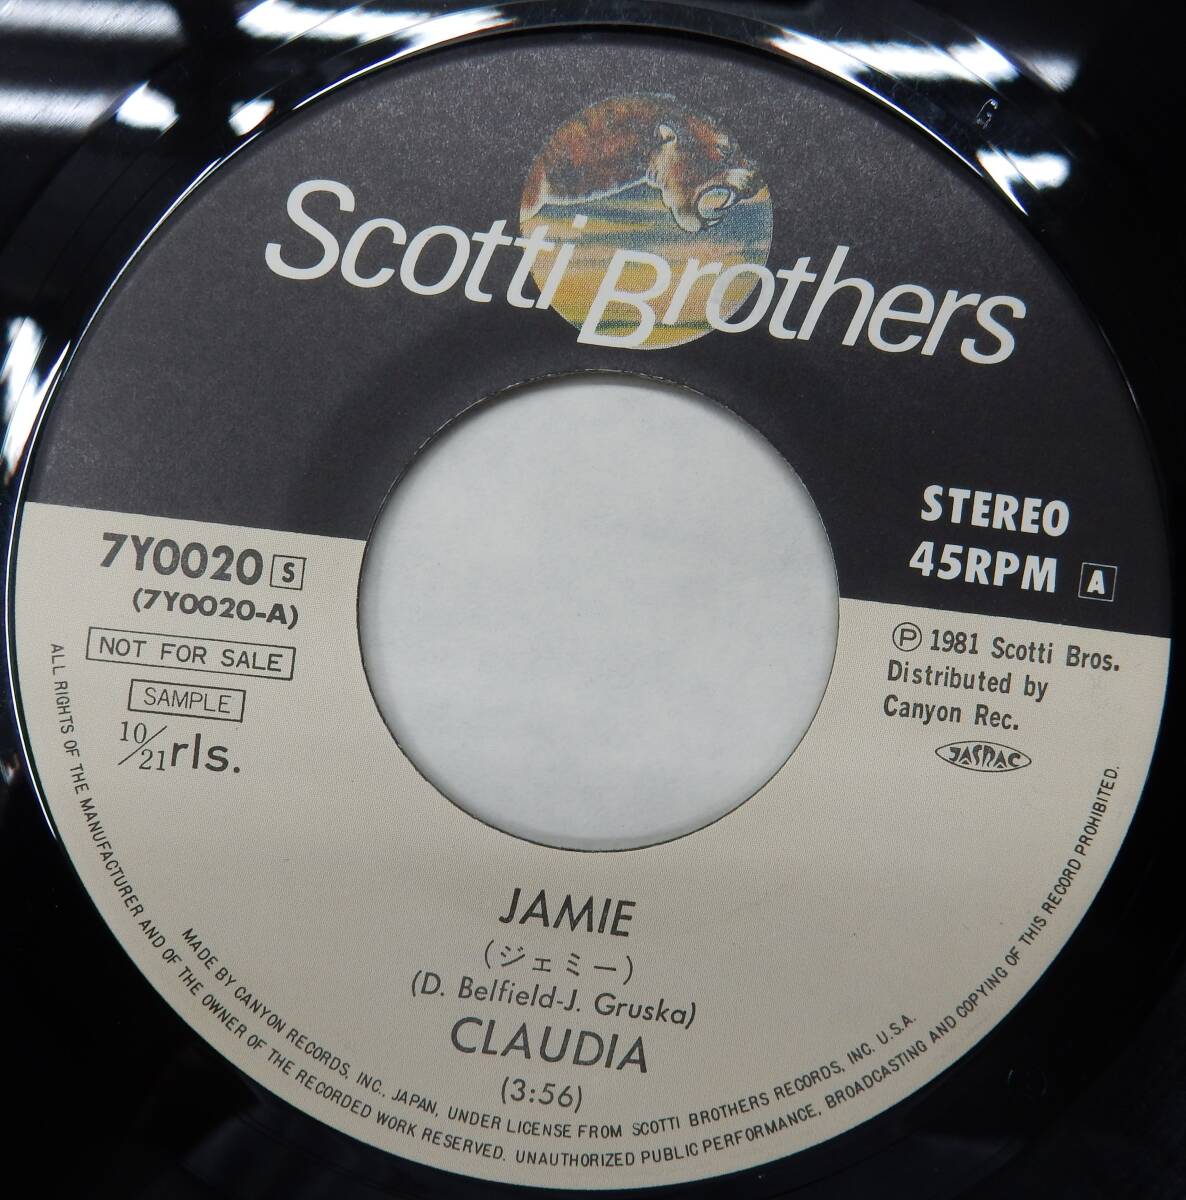 Scotti Brothers
STEREO
45RPM A
7Y0020 S
(7Y0020-A)
NOT FOR SALE
SAMPLE
10/21 rls.
Ⓟ 1981 Scotti Bros.
Distributed by
Canyon Rec.
JASRAC
JAMIE
(ジェミー)
(D. Belfield-J. Gruska)
CLAUDIA
(3:56)
MADE BY CANYON RECORDS, INC., JAPAN, UNDER LICENSE FROM SCOTTI BROTHERS RECORDS, INC. U.S.A.
ALL RIGHTS OF THE MANUFACTURER AND OF THE OWNER OF THE RECORDED WORK RESERVED. UNAUTHORIZED PUBLIC PERFORMANCE, BROADCASTING AND COPYING OF THIS RECORD PROHIBITED.
G